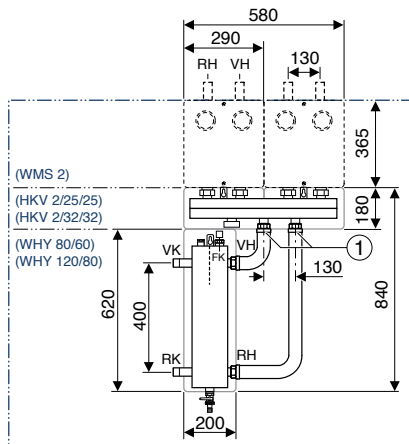 580
290
130
RH VH
365
(WMS 2)
(HKV 2/25/25)
(HKV 2/32/32)
180
(WHY 80/60)
(WHY 120/80)
VH
1
FK
VK
130
620
400
840
RK
RH
200